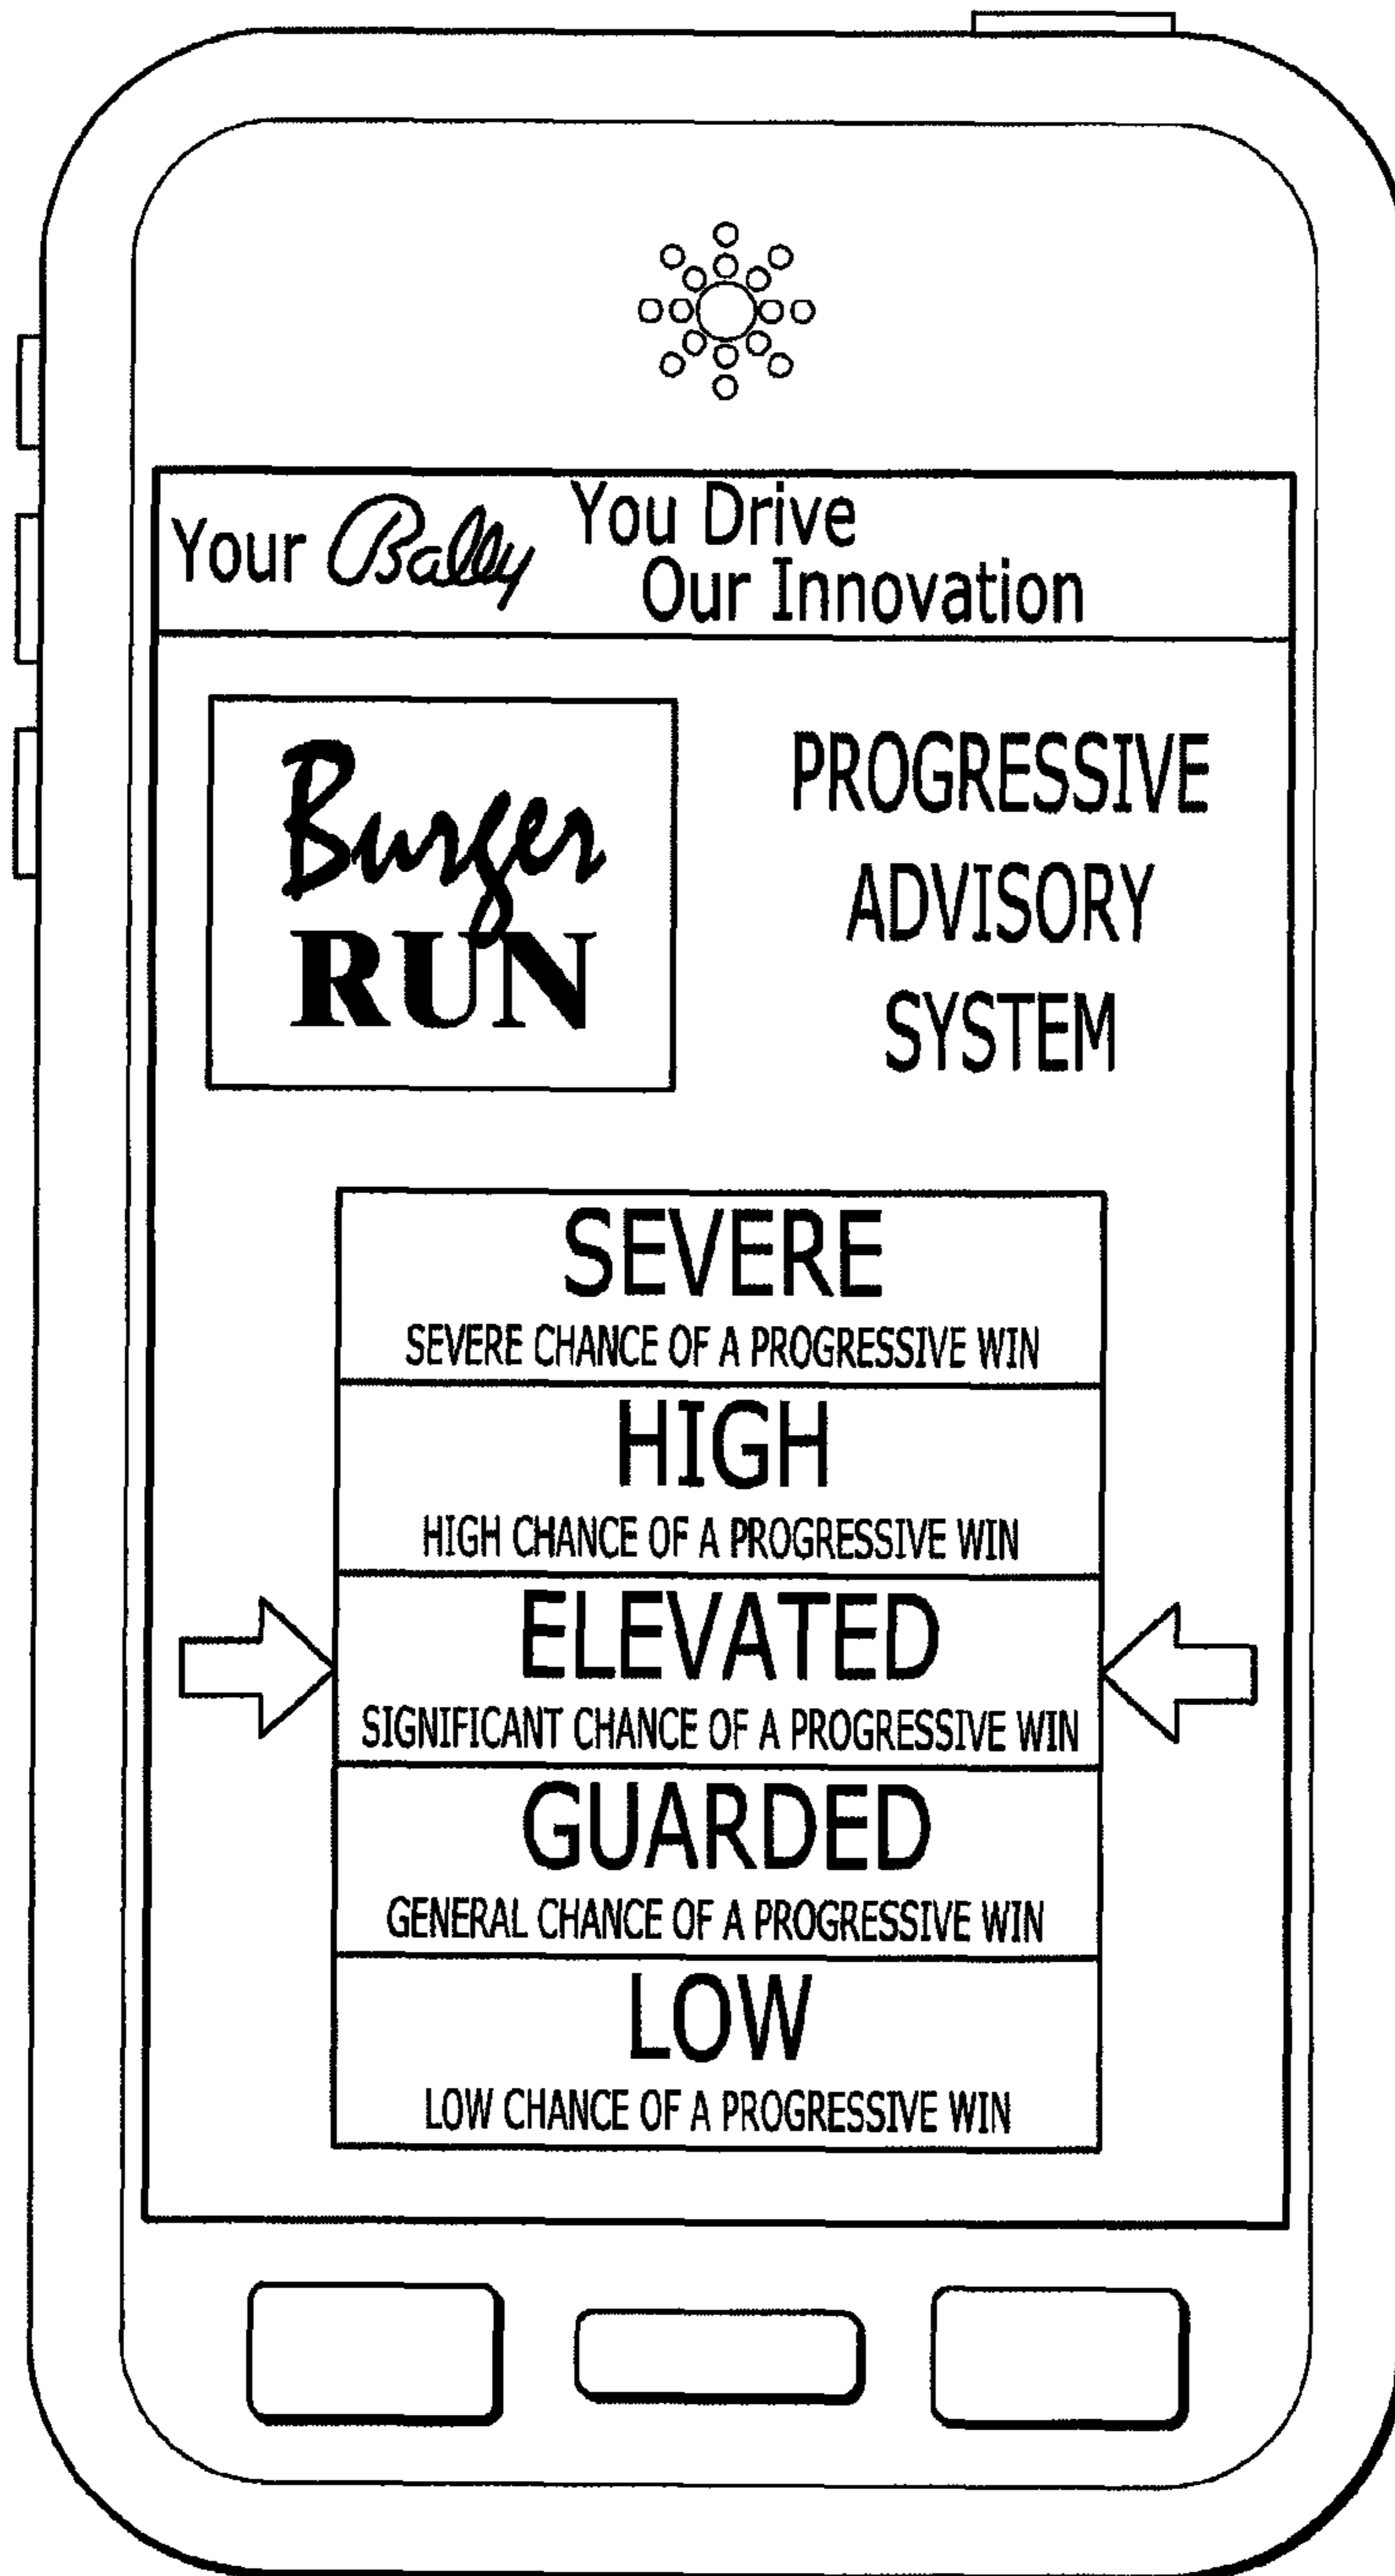 Your Bally You Drive
Our Innovation
Burger
RUN
PROGRESSIVE
ADVISORY
SYSTEM
SEVERE
SEVERE CHANCE OF A PROGRESSIVE WIN
HIGH
HIGH CHANCE OF A PROGRESSIVE WIN
ELEVATED
SIGNIFICANT CHANCE OF A PROGRESSIVE WIN
GUARDED
GENERAL CHANCE OF A PROGRESSIVE WIN
LOW
LOW CHANCE OF A PROGRESSIVE WIN